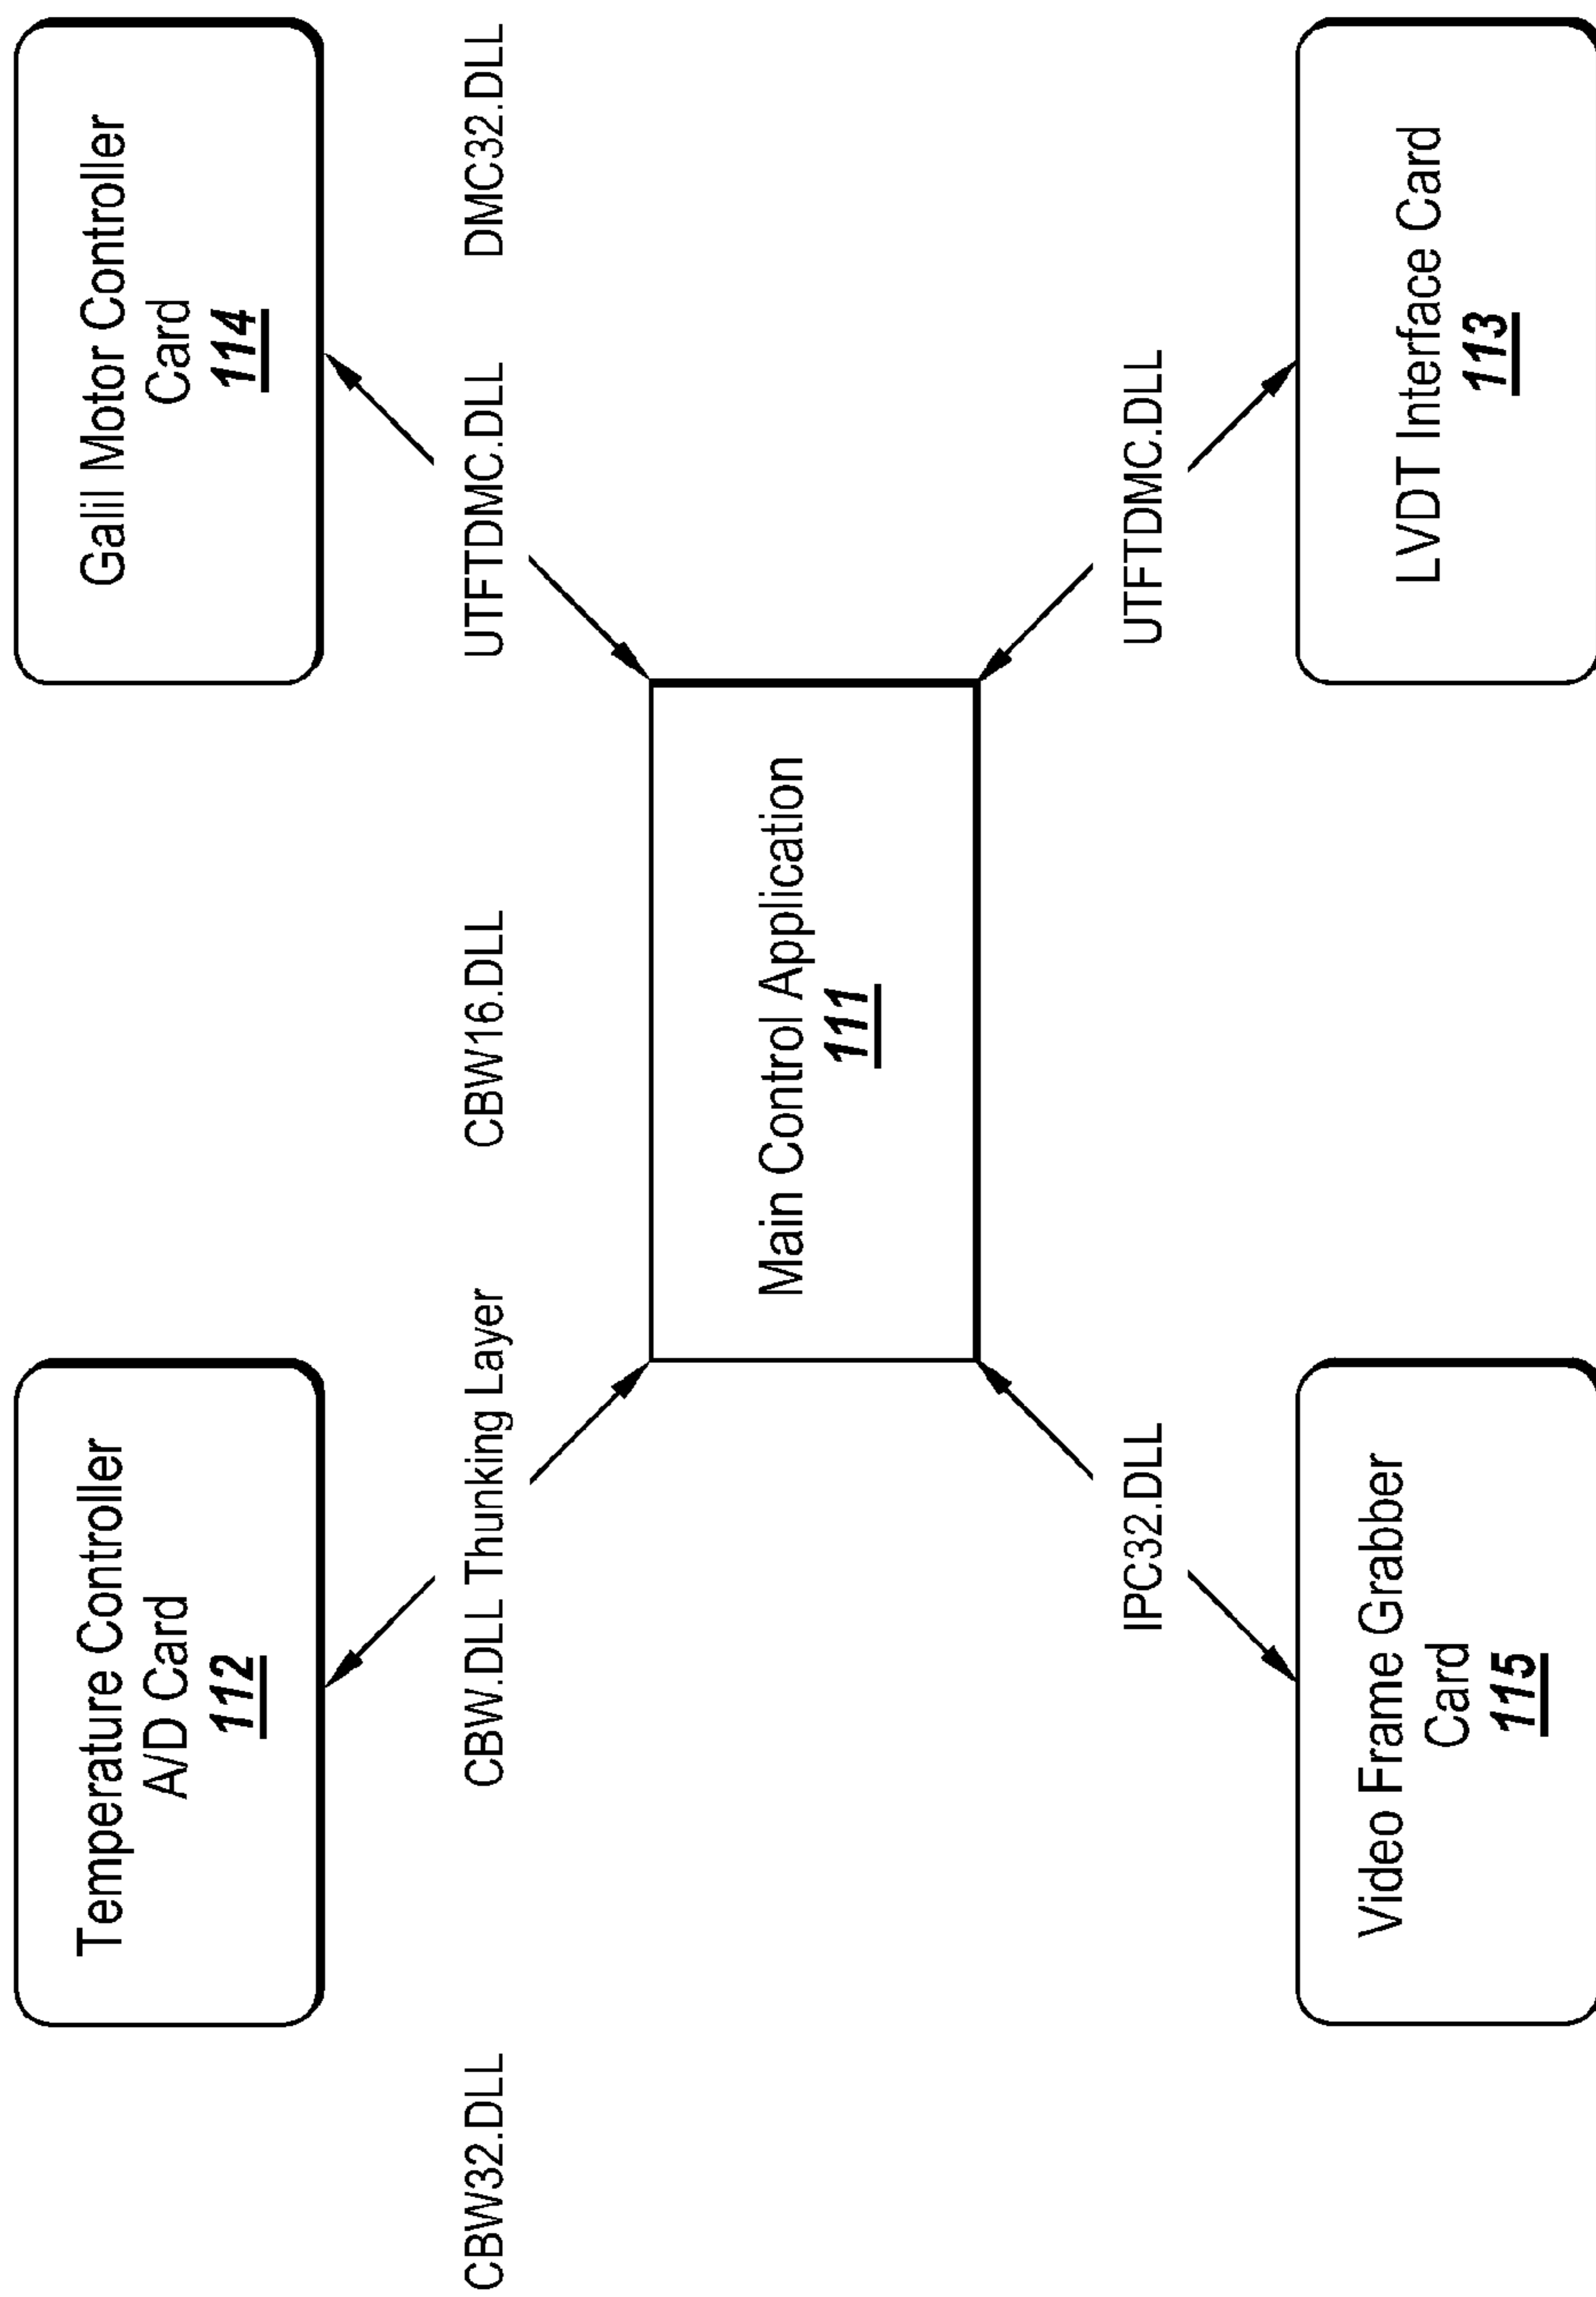 Temperature Controller
A/D Card
112
Galil Motor Controller
Card
114
CBW32.DLL
CBW.DLL Thunking Layer
CBW16.DLL
UTFTDMC.DLL
DMC32.DLL
Main Control Application
111
IPC32.DLL
UTFTDMC.DLL
Video Frame Grabber
Card
115
LVDT Interface Card
113